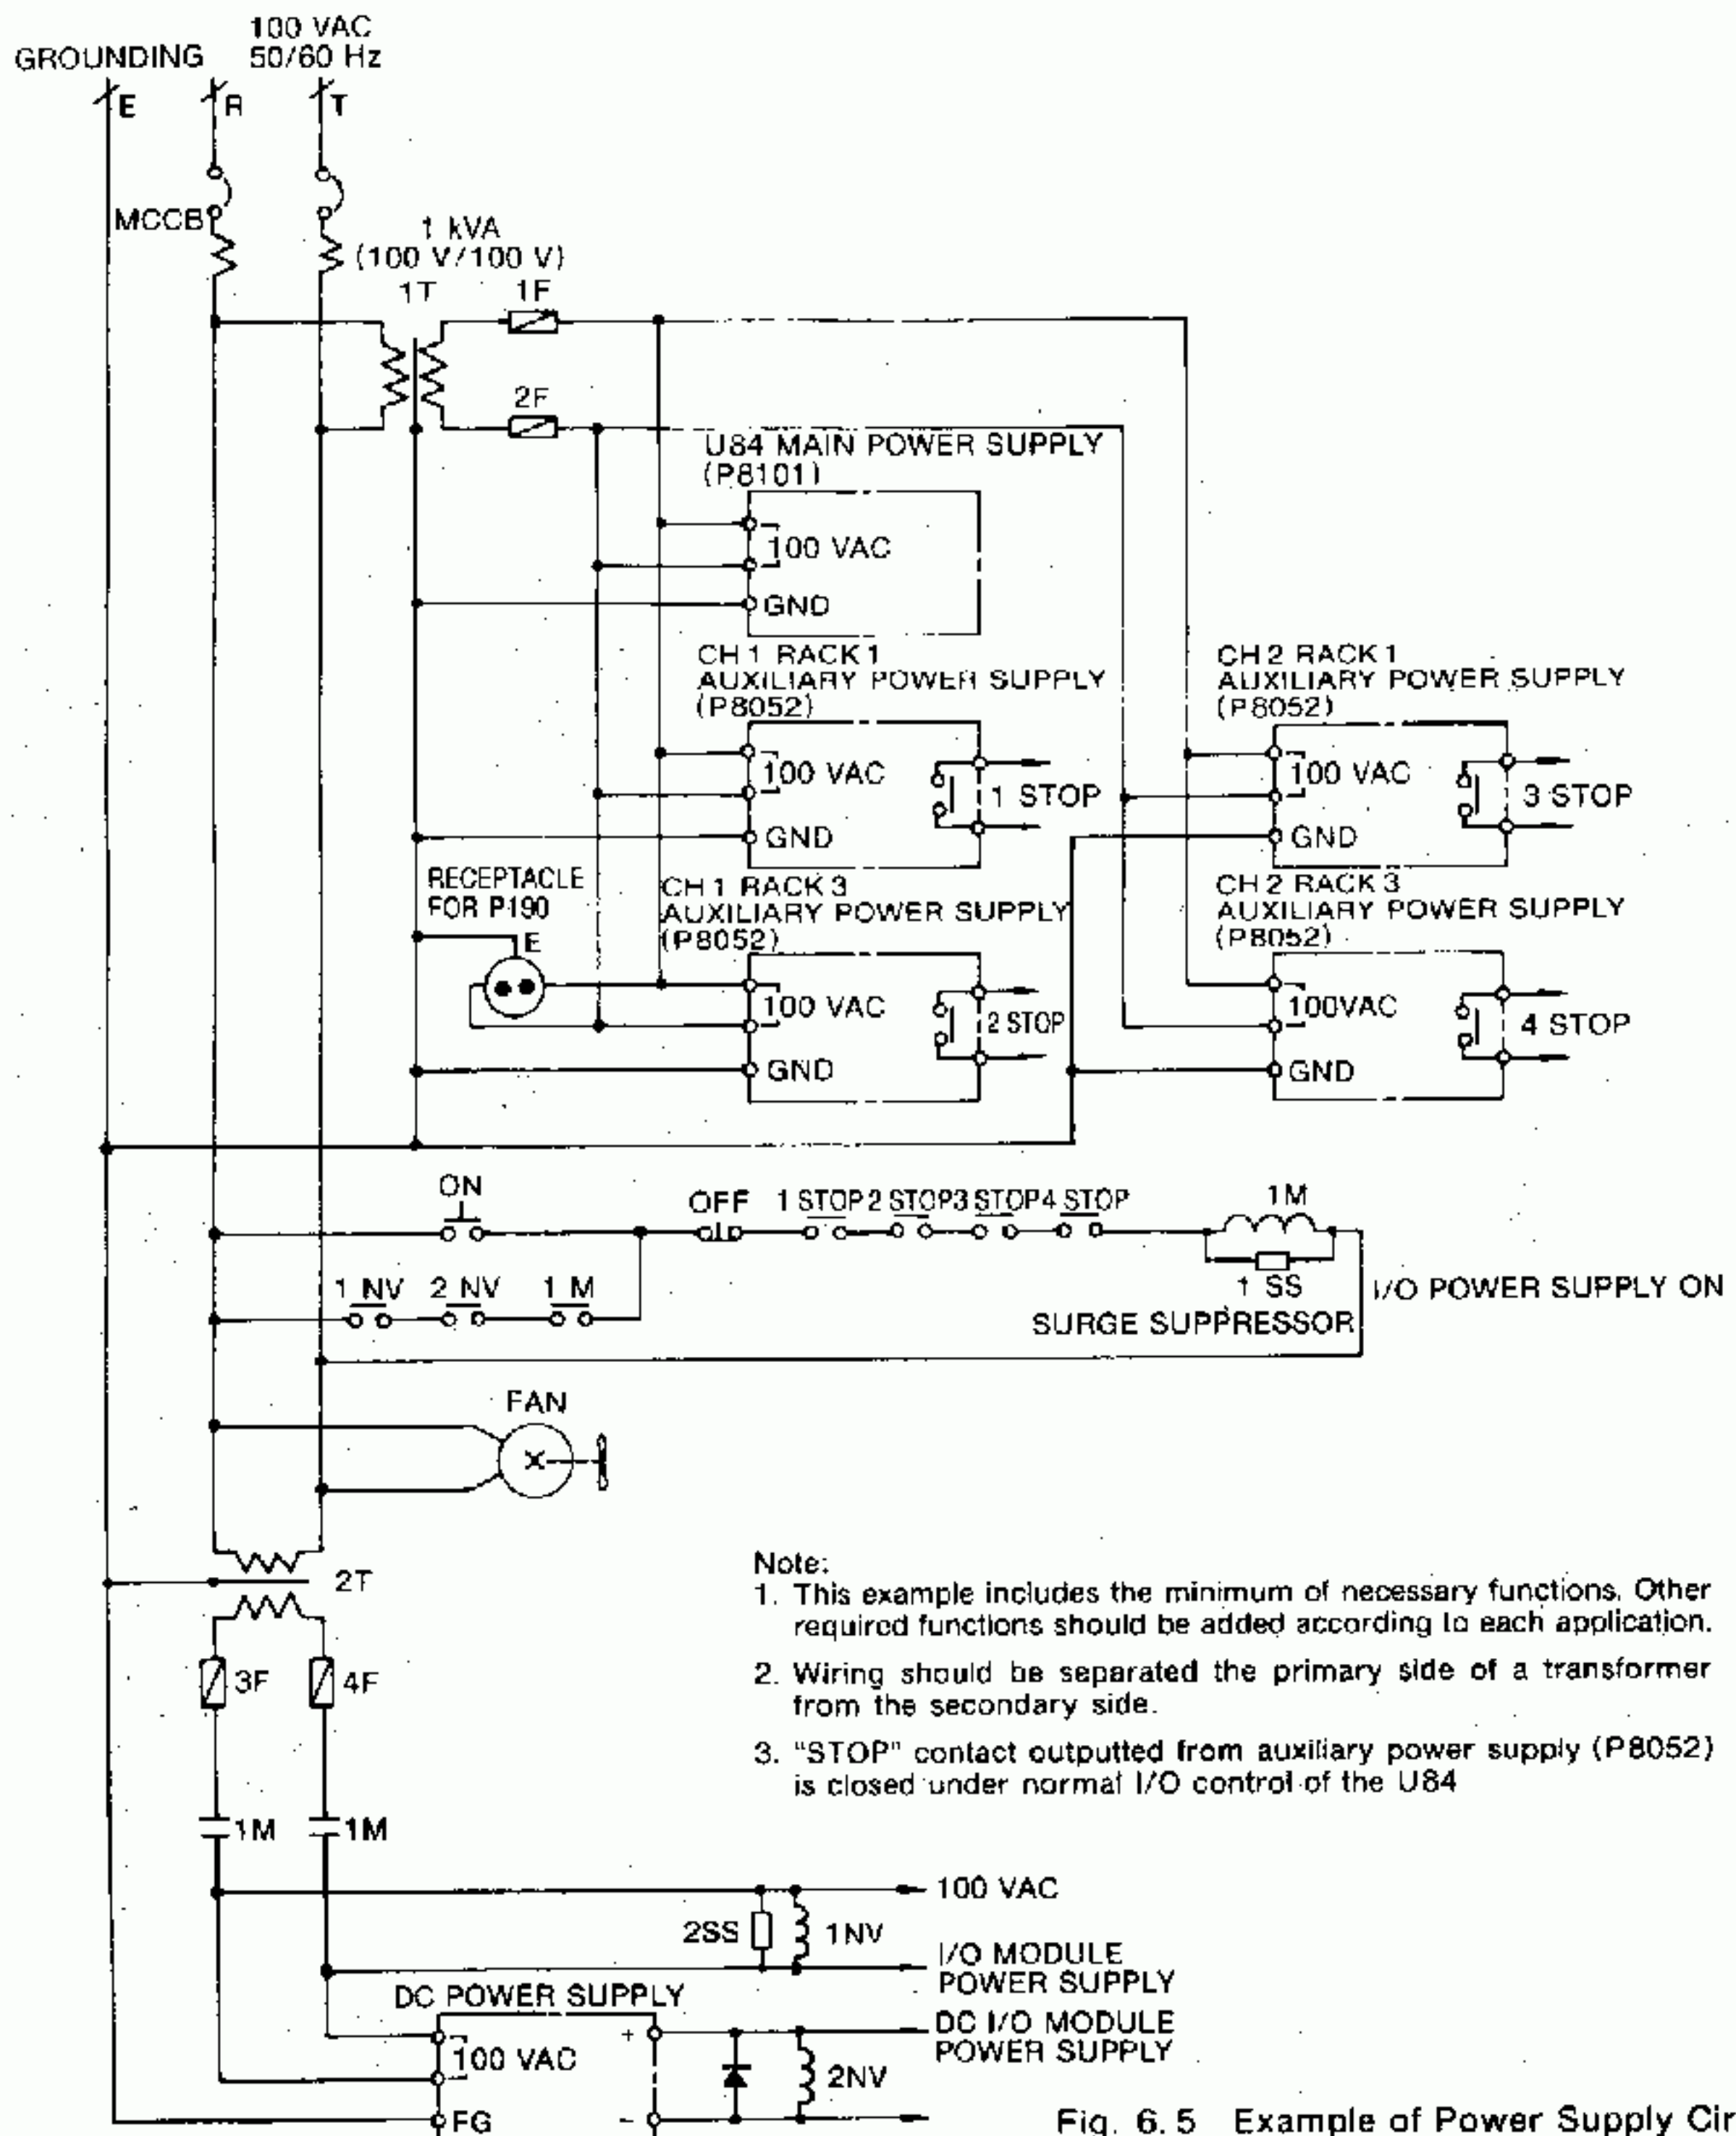 100 VAC
GROUNDING 50/60 Hz
E R T
MCCB
1 kVA
(100 V/100 V)
1T 1F
2F
U84 MAIN POWER SUPPLY
(P8101)
100 VAC
GND
CH 1 RACK 1
AUXILIARY POWER SUPPLY
(P8052)
100 VAC
1 STOP
GND
CH 2 RACK 1
AUXILIARY POWER SUPPLY
(P8052)
100 VAC
3 STOP
GND
RECEPTACLE
FOR P190
E
CH 1 RACK 3
AUXILIARY POWER SUPPLY
(P8052)
100 VAC
2 STOP
GND
CH 2 RACK 3
AUXILIARY POWER SUPPLY
(P8052)
100VAC
4 STOP
GND
ON OFF 1 STOP 2 STOP 3 STOP 4 STOP 1M
1 NV 2 NV 1 M
1 SS
SURGE SUPPRESSOR
I/O POWER SUPPLY ON
FAN
2T
3F 4F
1M 1M
Note:
1. This example includes the minimum of necessary functions. Other
required functions should be added according to each application.
2. Wiring should be separated the primary side of a transformer
from the secondary side.
3. "STOP" contact outputted from auxiliary power supply (P8052)
is closed under normal I/O control of the U84
100 VAC
2SS 1NV
I/O MODULE
POWER SUPPLY
DC POWER SUPPLY
DC I/O MODULE
POWER SUPPLY
+
100 VAC
2NV
FG
-
Fig. 6.5 Example of Power Supply Cir